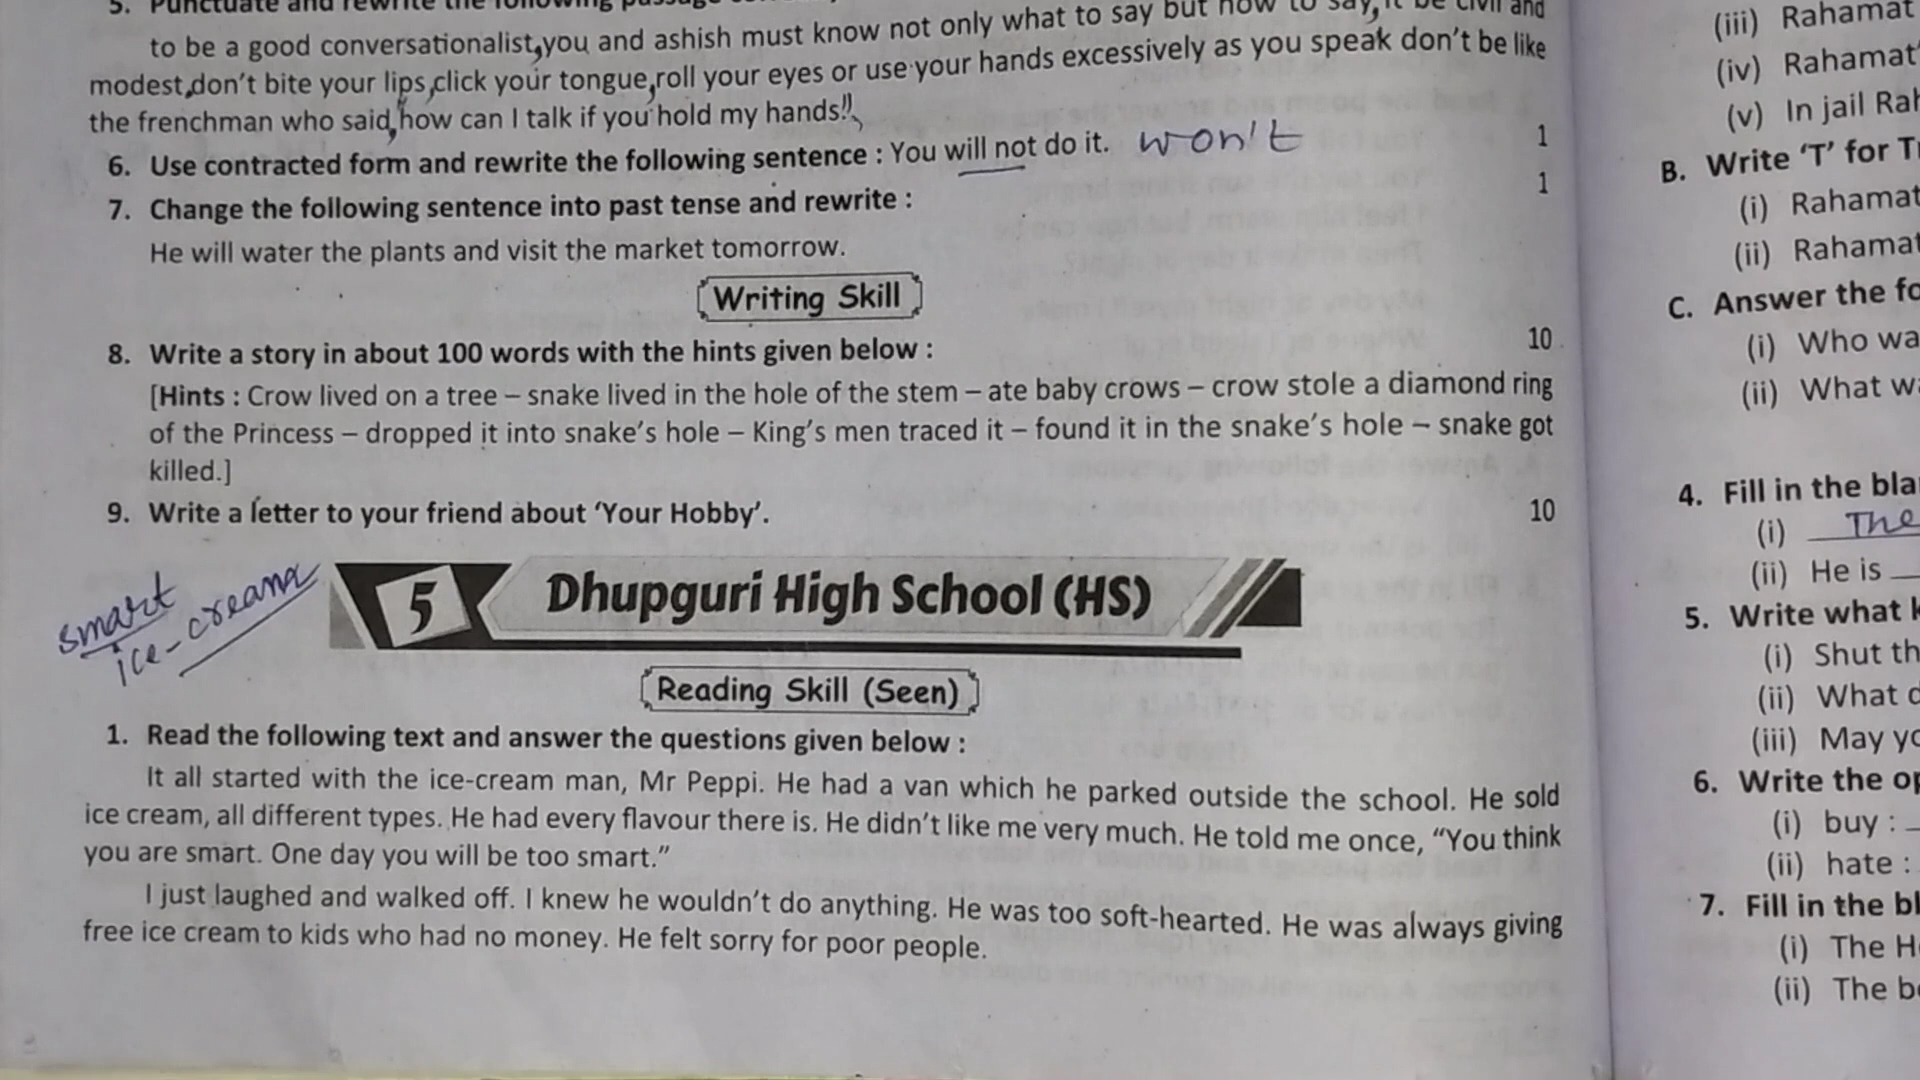 5. Punctuate and rewrite the following
to be a good conversationalist,you and ashish must know not only what to say but how to say, it be civil and
modest,don't bite your lips,click your tongue,roll your eyes or use your hands excessively as you speak don't be like
the frenchman who said, "how can I talk if you hold my hands!"
6. Use contracted form and rewrite the following sentence : You will not do it. won't 1
7. Change the following sentence into past tense and rewrite : 1
He will water the plants and visit the market tomorrow.
Writing Skill
8. Write a story in about 100 words with the hints given below : 10
[Hints : Crow lived on a tree – snake lived in the hole of the stem – ate baby crows – crow stole a diamond ring
of the Princess – dropped it into snake's hole – King's men traced it – found it in the snake's hole – snake got
killed.]
9. Write a letter to your friend about 'Your Hobby'. 10
smart
ice-creama
5 Dhupguri High School (HS)
Reading Skill (Seen)
1. Read the following text and answer the questions given below :
It all started with the ice-cream man, Mr Peppi. He had a van which he parked outside the school. He sold
ice cream, all different types. He had every flavour there is. He didn't like me very much. He told me once, "You think
you are smart. One day you will be too smart."
I just laughed and walked off. I knew he wouldn't do anything. He was too soft-hearted. He was always giving
free ice cream to kids who had no money. He felt sorry for poor people.
(iii) Rahamat
(iv) Rahamat'
(v) In jail
B. Write 'T' for
(i) Rahamat
(ii) Rahamat
C. Answer the
(i) Who
(ii) What
4. Fill in the
(i) The
(ii) He is
5. Write what
(i) Shut
(ii) What
(iii) May
6. Write the
(i) buy :
(ii) hate :
7. Fill in the
(i) The
(ii) The